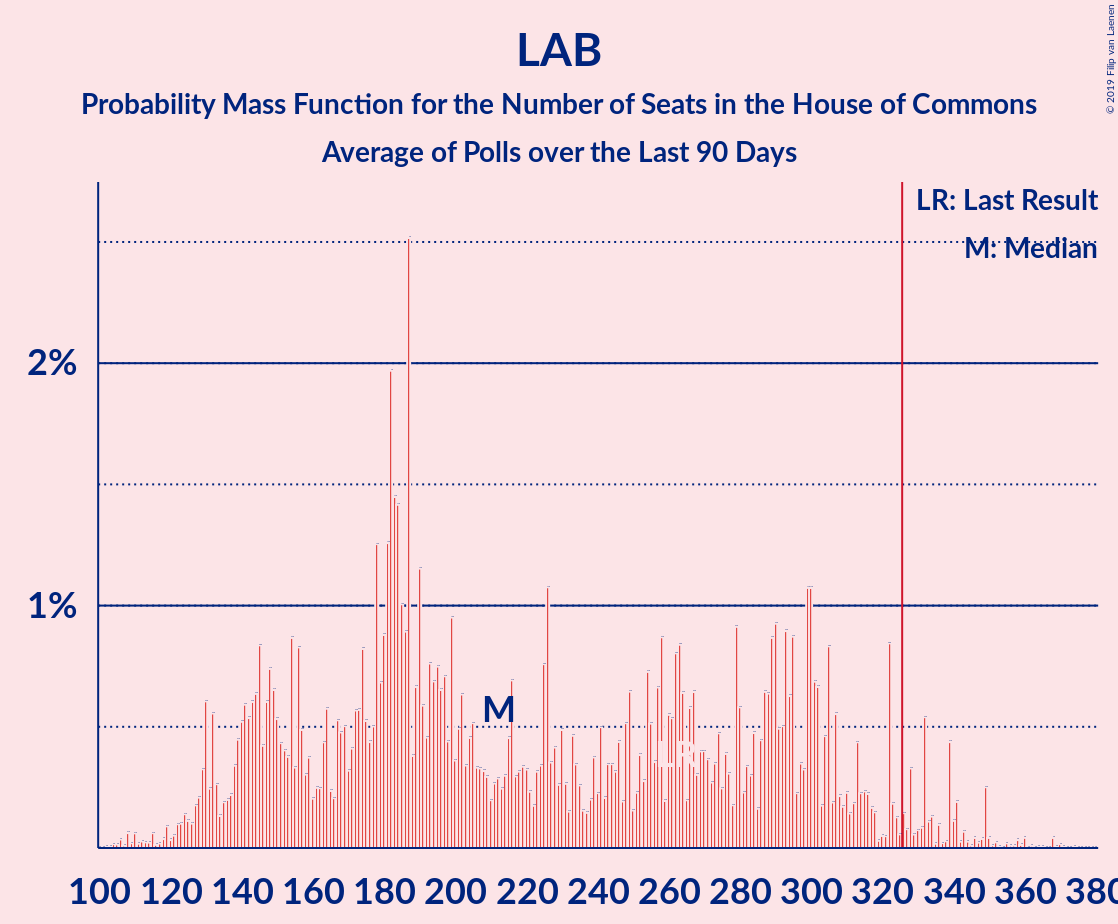 LAB
Probability Mass Function for the Number of Seats in the House of Commons
Average of Polls over the Last 90 Days
© 2019 Filip van Laenen
LR: Last Result
M: Median
2%
1%
M
LR
100 120 140 160 180 200 220 240 260 280 300 320 340 360 380